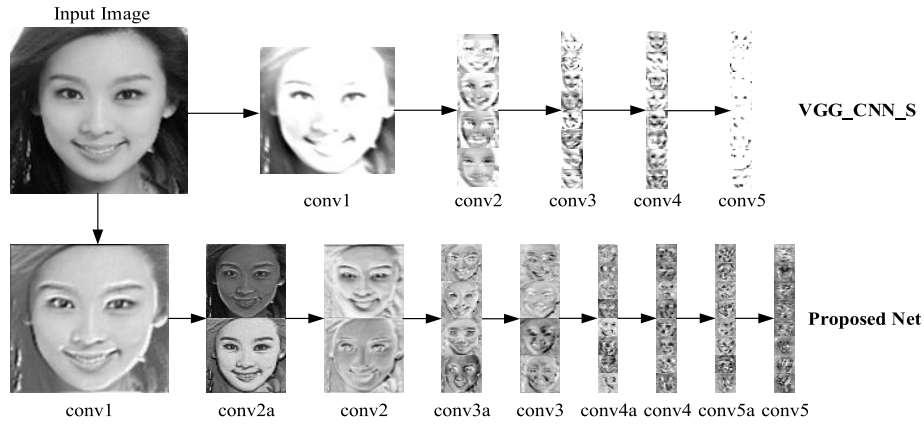 Input Image
VGG_CNN_S
conv1
conv2
conv3
conv4
conv5
Proposed Net
conv1
conv2a
conv2
conv3a
conv3
conv4a
conv4
conv5a
conv5